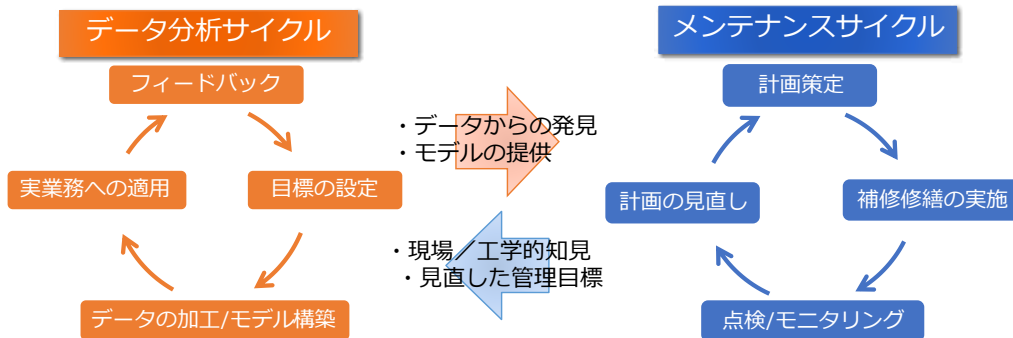 データ分析サイクル
フィードバック
実業務への適用
目標の設定
データの加工/モデル構築
・データからの発見
・モデルの提供
・現場／工学的知見
・見直した管理目標
メンテナンスサイクル
計画策定
計画の見直し
補修修繕の実施
点検/モニタリング